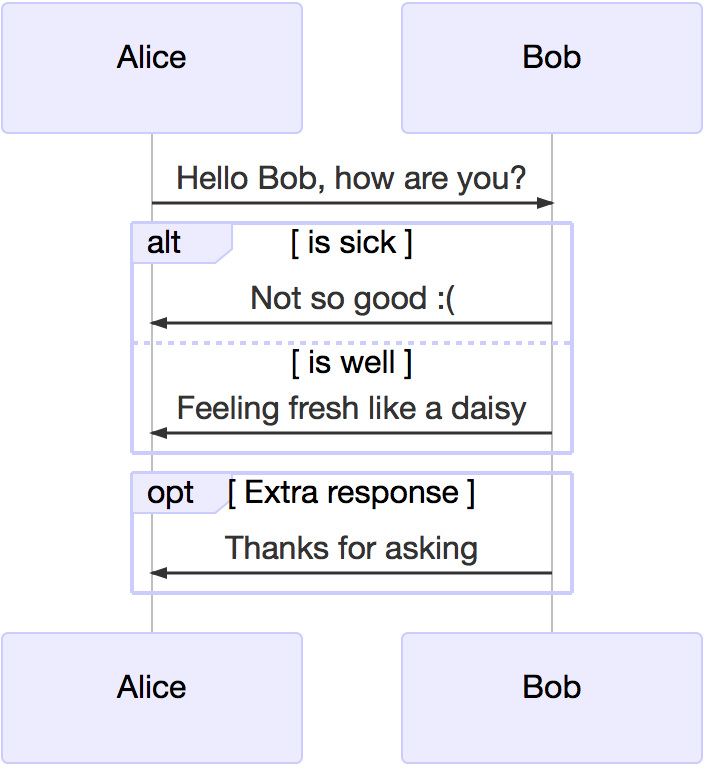 Alice Bob
Hello Bob, how are you?
alt [ is sick ]
Not so good :(
[ is well ]
Feeling fresh like a daisy
opt [ Extra response ]
Thanks for asking
Alice Bob